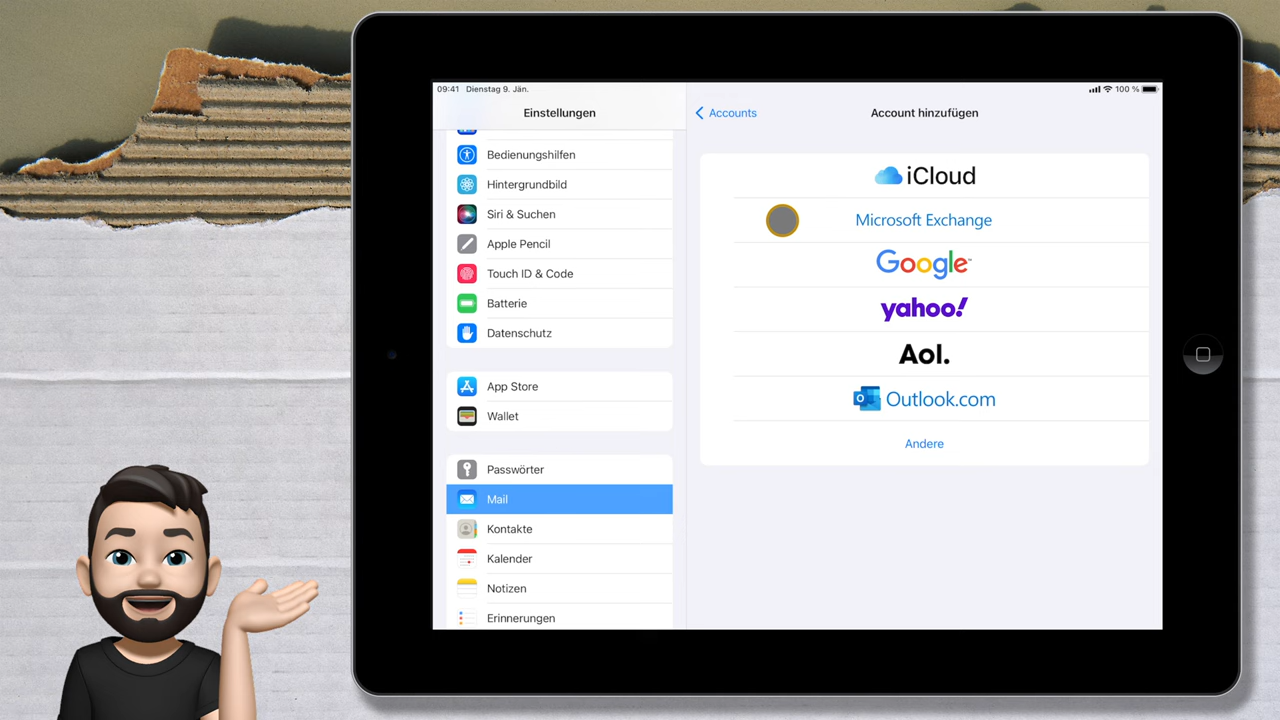 09:41 Dienstag 9. Jän.
100 %
Einstellungen
Bedienungshilfen
Hintergrundbild
Siri & Suchen
Apple Pencil
Touch ID & Code
Batterie
Datenschutz
App Store
Wallet
Passwörter
Mail
Kontakte
Kalender
Notizen
Erinnerungen
Accounts
Account hinzufügen
iCloud
Microsoft Exchange
Google™
yahoo!
Aol.
Outlook.com
Andere